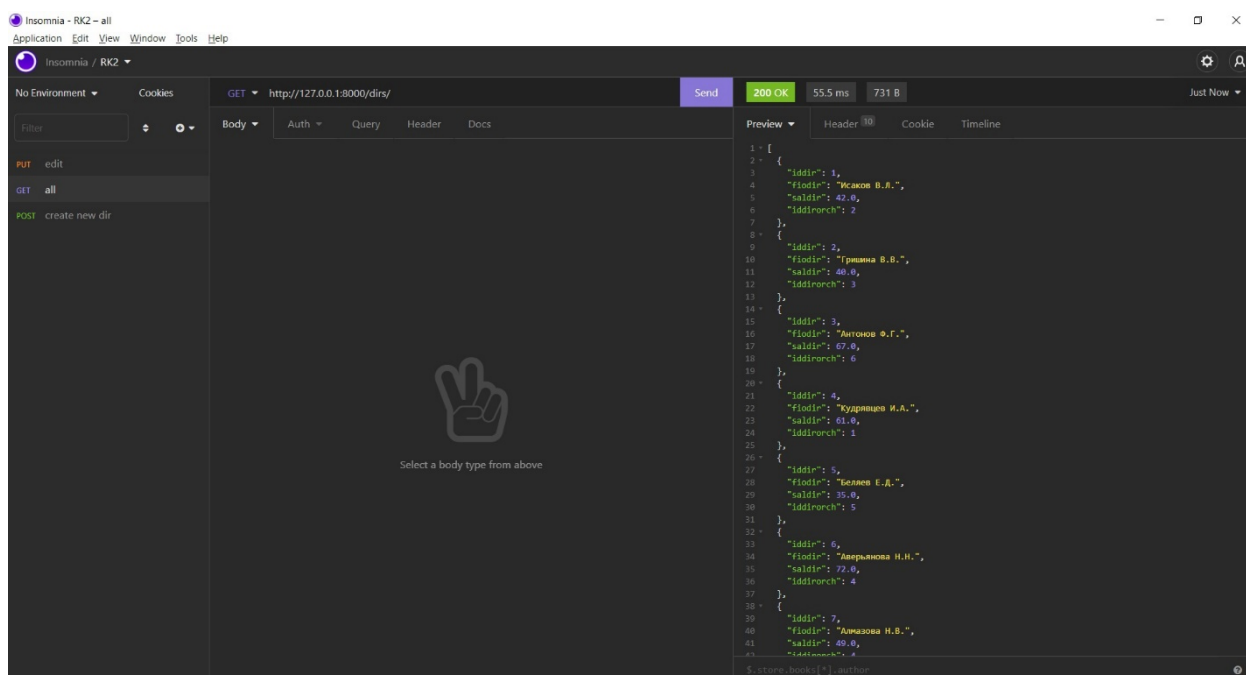 Insomnia - RK2 – all
Application Edit View Window Tools Help
Insomnia / RK2
No Environment Cookies
GET http://127.0.0.1:8000/dirs/ Send
200 OK 55.5 ms 731 B Just Now
Filter
Body Auth Query Header Docs
Preview Header 10 Cookie Timeline
PUT edit
GET all
POST create new dir
Select a body type from above
1 [
2 {
3 "iddir": 1,
4 "fiodir": "Исаков В.Л.",
5 "saldir": 42.0,
6 "iddirorch": 2
7 },
8 {
9 "iddir": 2,
10 "fiodir": "Гришина В.В.",
11 "saldir": 40.0,
12 "iddirorch": 3
13 },
14 {
15 "iddir": 3,
16 "fiodir": "Антонов Ф.Г.",
17 "saldir": 67.0,
18 "iddirorch": 6
19 },
20 {
21 "iddir": 4,
22 "fiodir": "Кудрявцев И.А.",
23 "saldir": 61.0,
24 "iddirorch": 1
25 },
26 {
27 "iddir": 5,
28 "fiodir": "Беляев Е.Д.",
29 "saldir": 35.0,
30 "iddirorch": 5
31 },
32 {
33 "iddir": 6,
34 "fiodir": "Аверьянова Н.Н.",
35 "saldir": 72.0,
36 "iddirorch": 4
37 },
38 {
39 "iddir": 7,
40 "fiodir": "Алмазова Н.В.",
41 "saldir": 49.0,
42 "iddirorch": 4
$.store.books[*].author